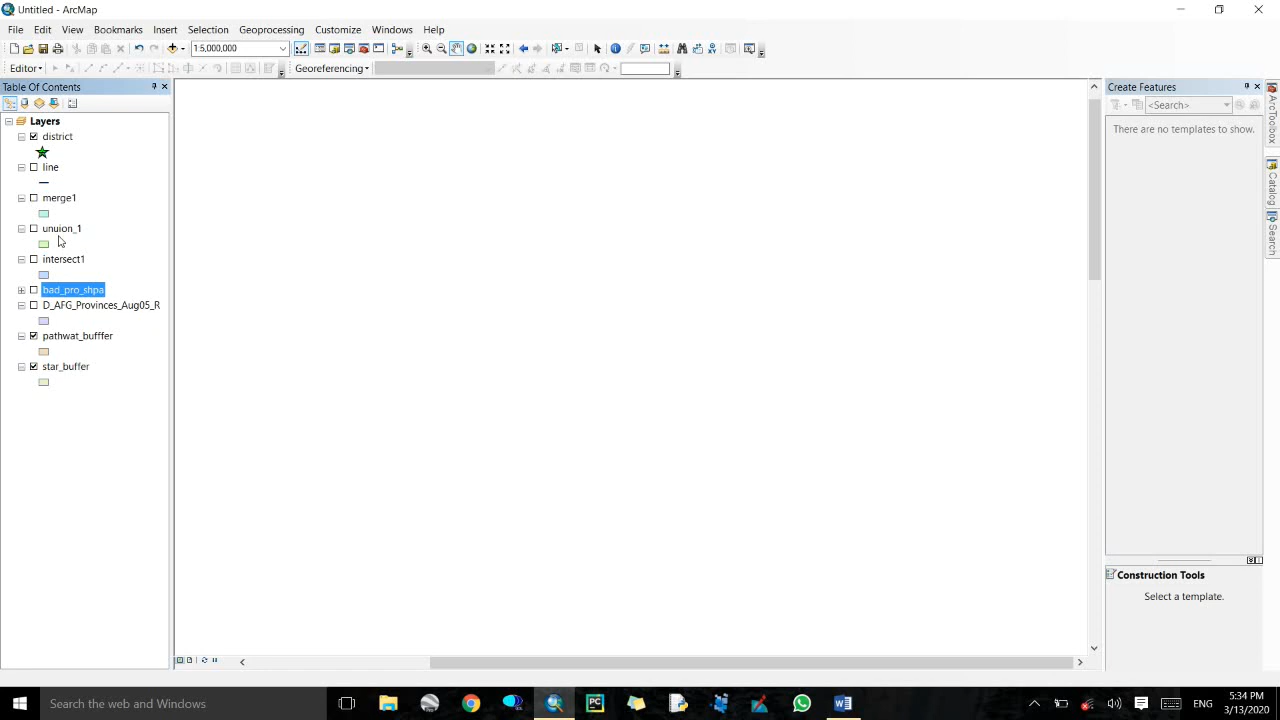 Untitled - ArcMap
File Edit View Bookmarks Insert Selection Geoprocessing Customize Windows Help
1:5,000,000
Editor Georeferencing
Table Of Contents
Create Features
<Search>
There are no templates to show.
ArcToolbox
Catalog
Search
Layers
district
line
merge1
unuion_1
intersect1
bad_pro_shpa
D_AFG_Provinces_Aug05_R
pathwat_bufffer
star_buffer
Construction Tools
Select a template.
Search the web and Windows
ENG
5:34 PM
3/13/2020